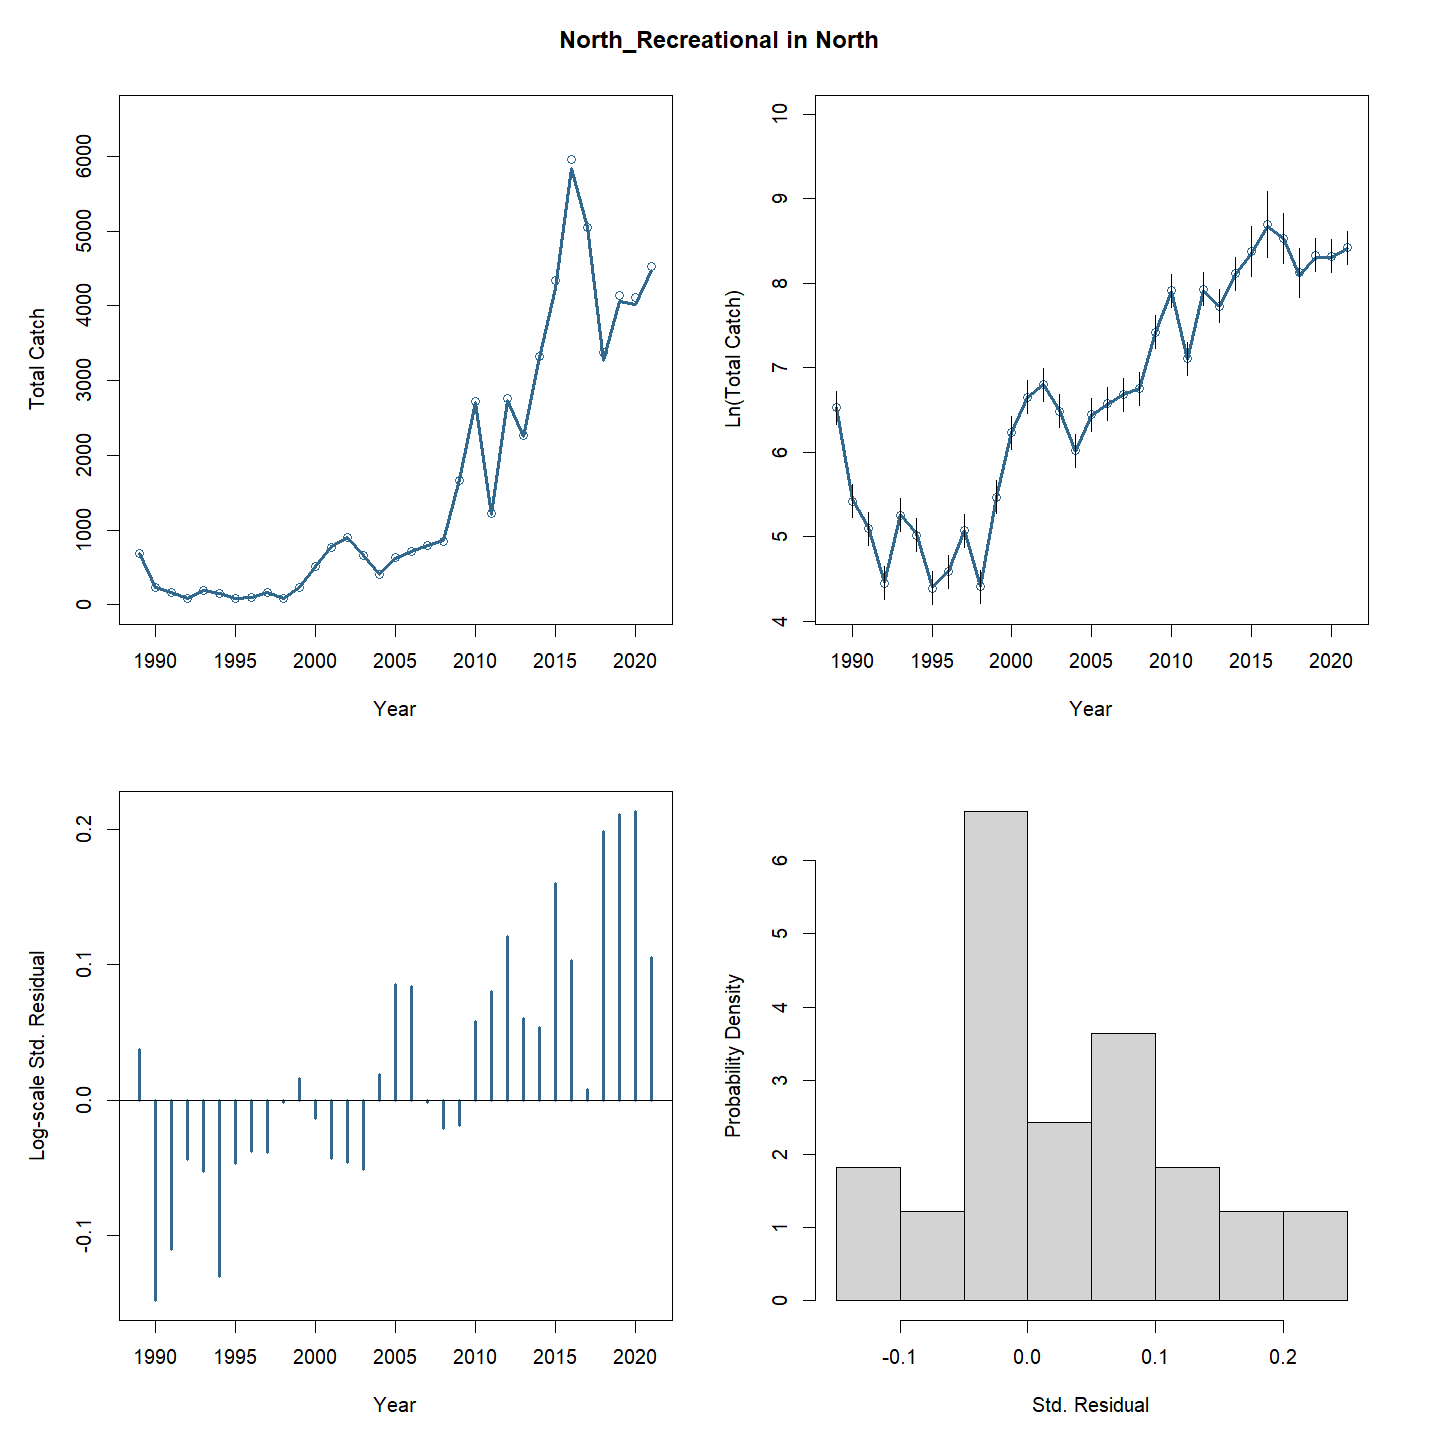 North_Recreational in North
Total Catch
6000
5000
4000
3000
2000
1000
0
1990 1995 2000 2005 2010 2015 2020
Year
Ln(Total Catch)
10
9
8
7
6
5
4
1990 1995 2000 2005 2010 2015 2020
Year
Log-scale Std. Residual
0.2
0.1
0.0
-0.1
1990 1995 2000 2005 2010 2015 2020
Year
Probability Density
6
5
4
3
2
1
0
-0.1 0.0 0.1 0.2
Std. Residual